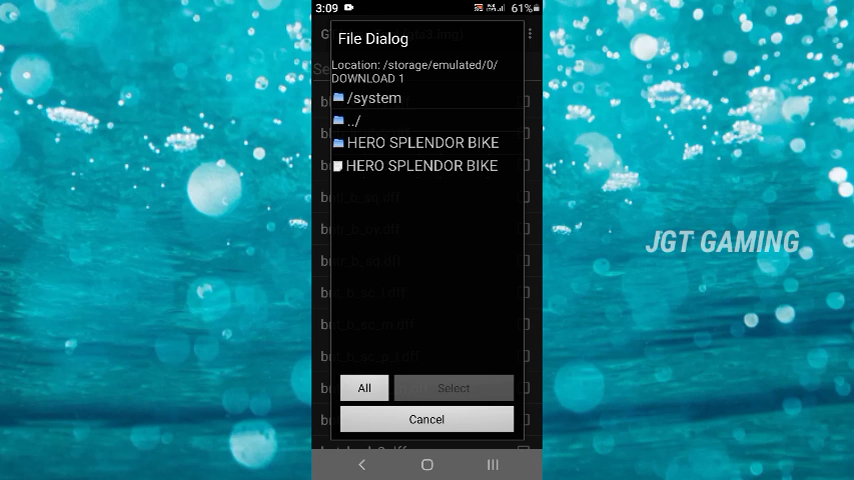 3:09 61%
File Dialog
Location: /storage/emulated/0/
DOWNLOAD 1
/system
../
HERO SPLENDOR BIKE
HERO SPLENDOR BIKE
JGT GAMING
All Select
Cancel